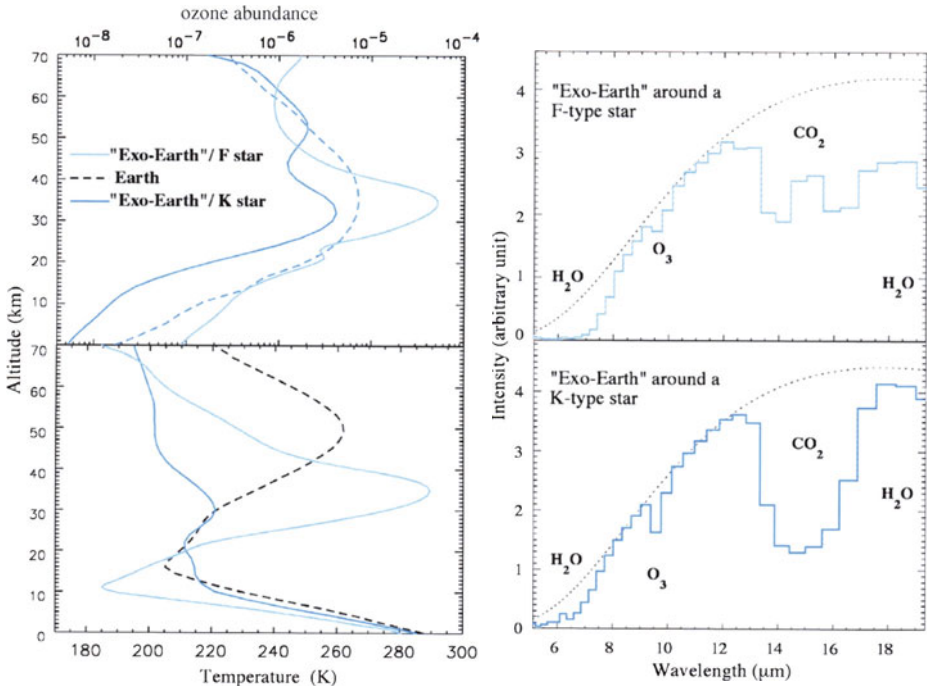 ozone abundance
10⁻⁸ 10⁻⁷ 10⁻⁶ 10⁻⁵ 10⁻⁴
70
60
50
40
30
20
10
"Exo-Earth"/ F star
Earth
"Exo-Earth"/ K star
70
60
50
40
30
20
10
0
Altitude (km)
180 200 220 240 260 280 300
Temperature (K)
"Exo-Earth" around a
F-type star
4
3
2
1
0
CO₂
O₃
H₂O
H₂O
Intensity (arbitrary unit)
"Exo-Earth" around a
K-type star
4
3
2
1
0
CO₂
H₂O
H₂O
O₃
6 8 10 12 14 16 18
Wavelength (μm)